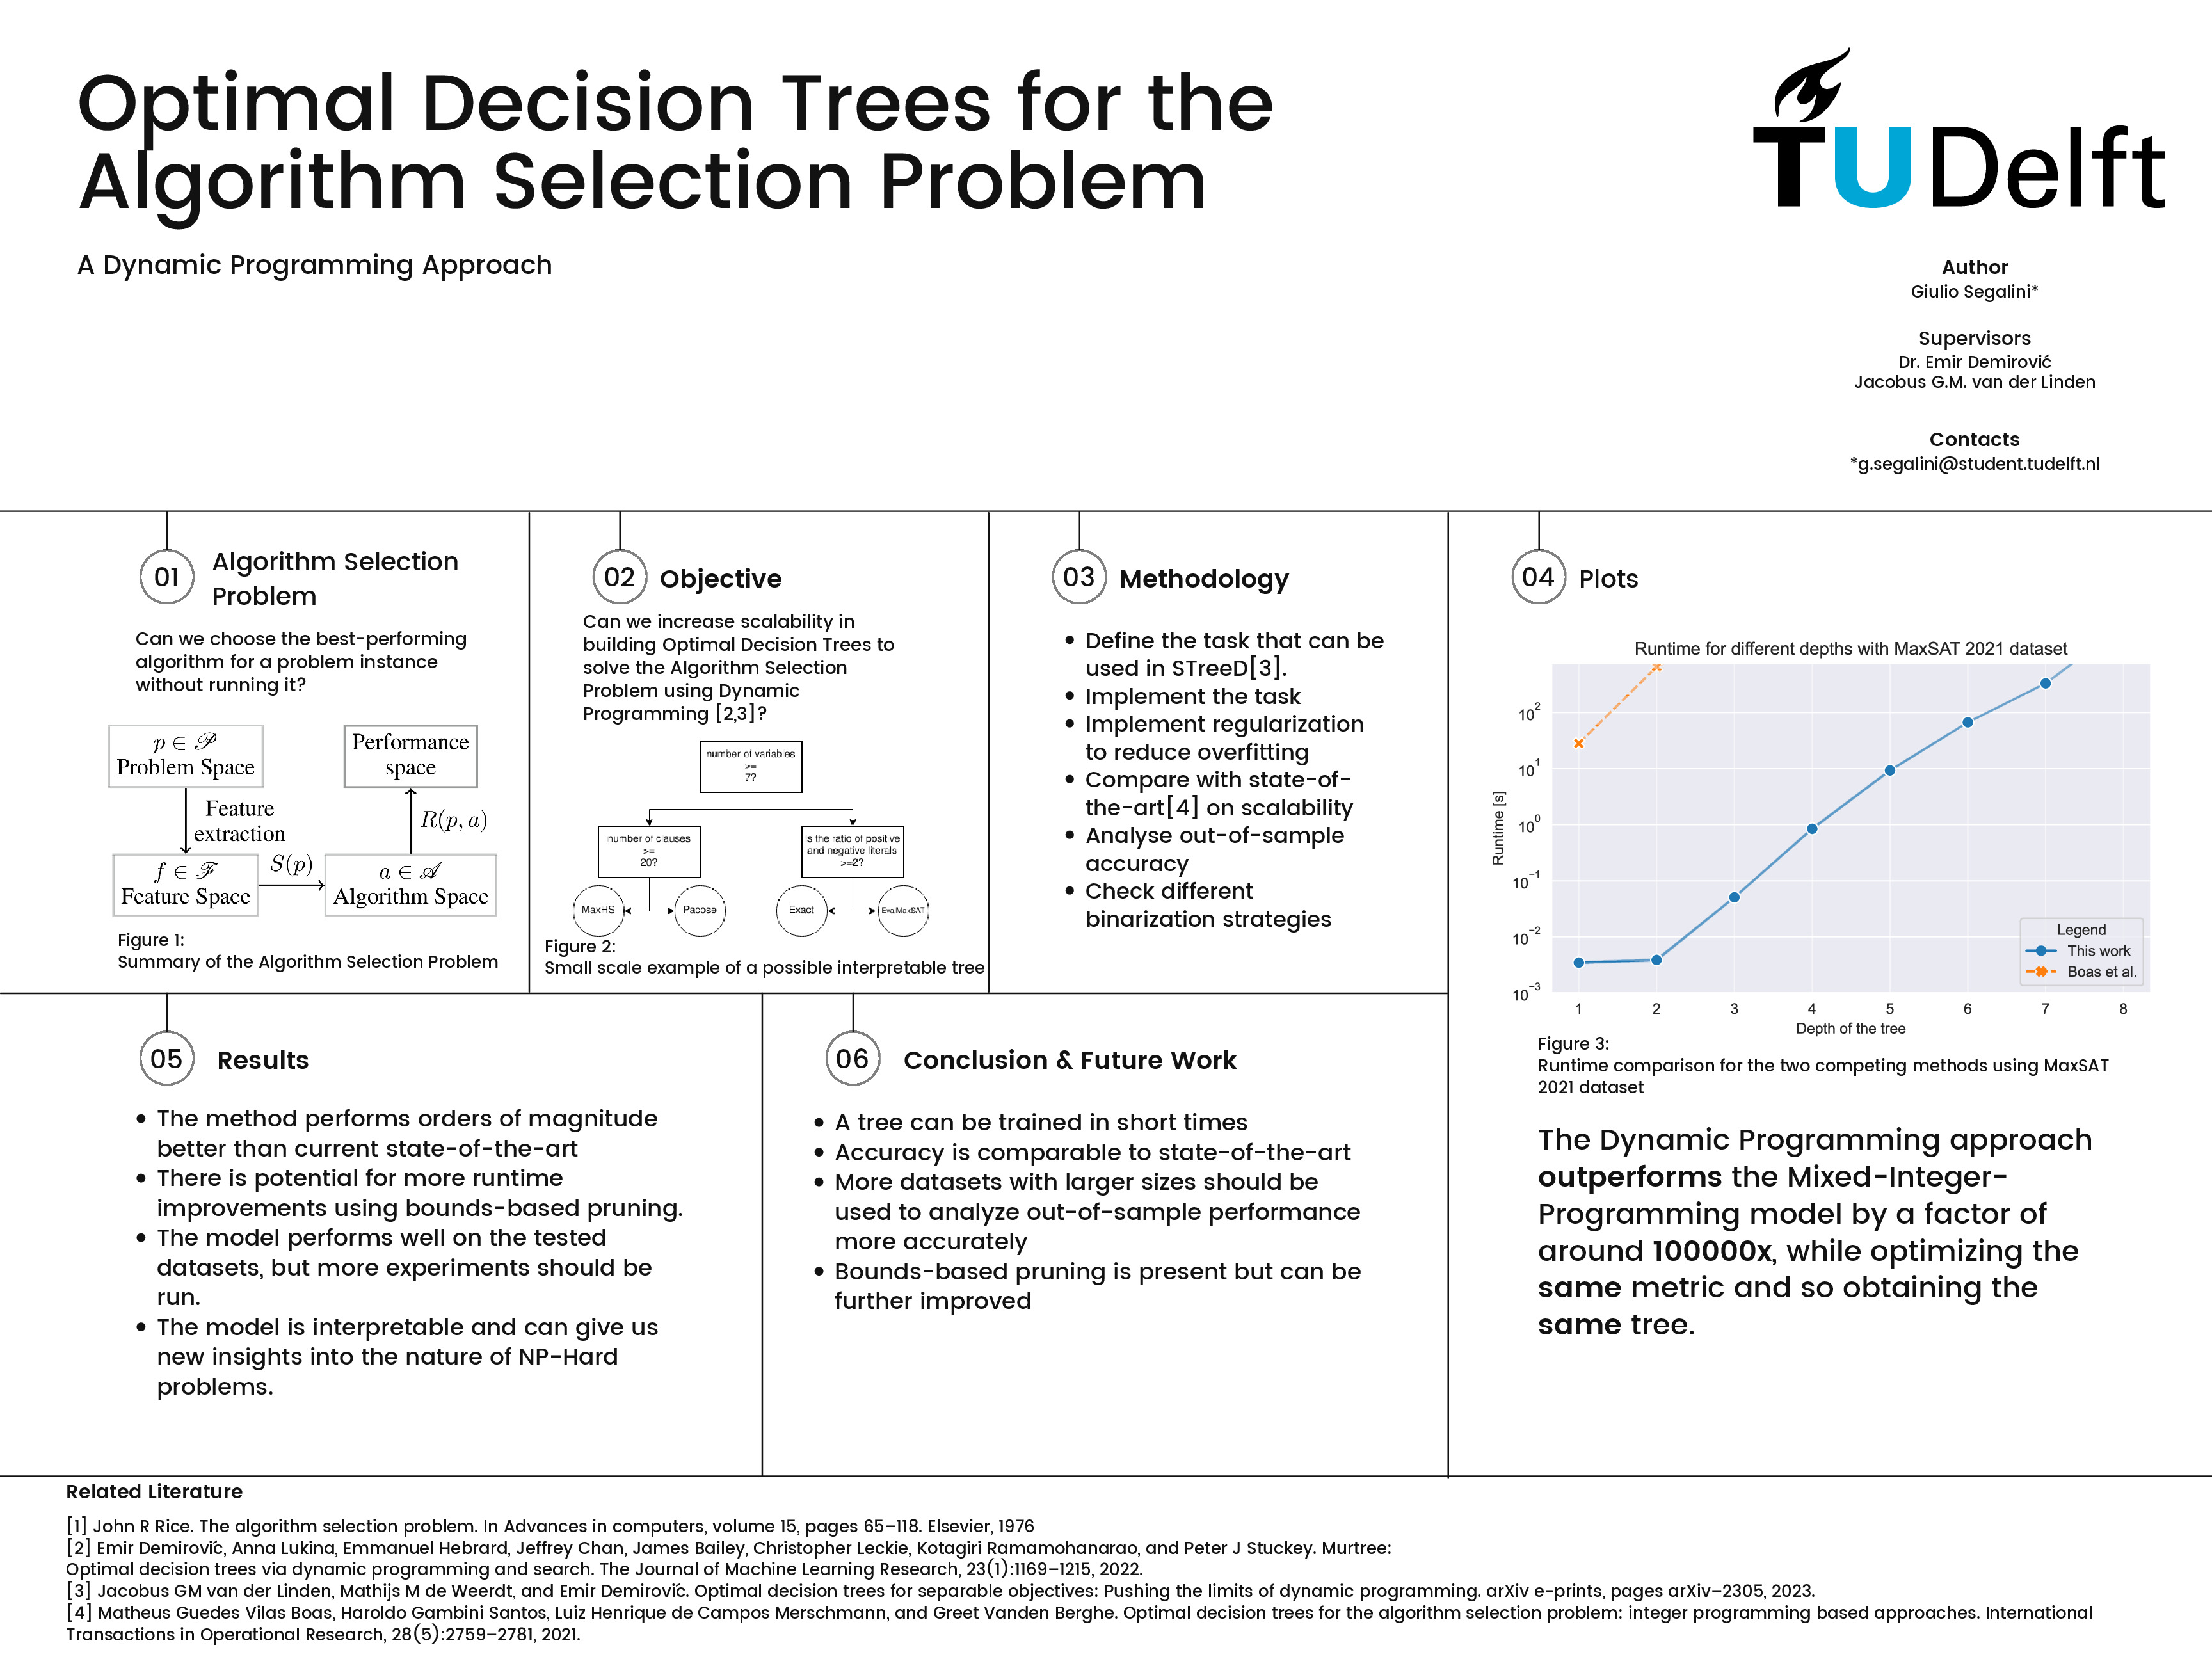 Optimal Decision Trees for the
Algorithm Selection Problem
A Dynamic Programming Approach
TUDelft
Author
Giulio Segalini*
Supervisors
Dr. Emir Demirović
Jacobus G.M. van der Linden
Contacts
*g.segalini@student.tudelft.nl
01
Algorithm Selection
Problem
Can we choose the best-performing
algorithm for a problem instance
without running it?
p ∈ 𝒫
Problem Space
Performance
space
Feature
extraction
R(p, a)
f ∈ ℱ
Feature Space
S(p)
a ∈ 𝒜
Algorithm Space
Figure 1:
Summary of the Algorithm Selection Problem
02
Objective
Can we increase scalability in
building Optimal Decision Trees to
solve the Algorithm Selection
Problem using Dynamic
Programming [2,3]?
number of variables
>=
7?
number of clauses
>=
20?
Is the ratio of positive
and negative literals
>=2?
MaxHS
Pacose
Exact
EvalMaxSAT
Figure 2:
Small scale example of a possible interpretable tree
03
Methodology
• Define the task that can be
used in STreeD[3].
• Implement the task
• Implement regularization
to reduce overfitting
• Compare with state-of-
the-art[4] on scalability
• Analyse out-of-sample
accuracy
• Check different
binarization strategies
04
Plots
Runtime for different depths with MaxSAT 2021 dataset
Runtime [s]
10²
10¹
10⁰
10⁻¹
10⁻²
10⁻³
Legend
This work
Boas et al.
1 2 3 4 5 6 7 8
Depth of the tree
Figure 3:
Runtime comparison for the two competing methods using MaxSAT
2021 dataset
The Dynamic Programming approach
outperforms the Mixed-Integer-
Programming model by a factor of
around 100000x, while optimizing the
same metric and so obtaining the
same tree.
05
Results
• The method performs orders of magnitude
better than current state-of-the-art
• There is potential for more runtime
improvements using bounds-based pruning.
• The model performs well on the tested
datasets, but more experiments should be
run.
• The model is interpretable and can give us
new insights into the nature of NP-Hard
problems.
06
Conclusion & Future Work
• A tree can be trained in short times
• Accuracy is comparable to state-of-the-art
• More datasets with larger sizes should be
used to analyze out-of-sample performance
more accurately
• Bounds-based pruning is present but can be
further improved
Related Literature
[1] John R Rice. The algorithm selection problem. In Advances in computers, volume 15, pages 65–118. Elsevier, 1976
[2] Emir Demirović, Anna Lukina, Emmanuel Hebrard, Jeffrey Chan, James Bailey, Christopher Leckie, Kotagiri Ramamohanarao, and Peter J Stuckey. Murtree:
Optimal decision trees via dynamic programming and search. The Journal of Machine Learning Research, 23(1):1169–1215, 2022.
[3] Jacobus GM van der Linden, Mathijs M de Weerdt, and Emir Demirović. Optimal decision trees for separable objectives: Pushing the limits of dynamic programming. arXiv e-prints, pages arXiv–2305, 2023.
[4] Matheus Guedes Vilas Boas, Haroldo Gambini Santos, Luiz Henrique de Campos Merschmann, and Greet Vanden Berghe. Optimal decision trees for the algorithm selection problem: integer programming based approaches. International
Transactions in Operational Research, 28(5):2759–2781, 2021.